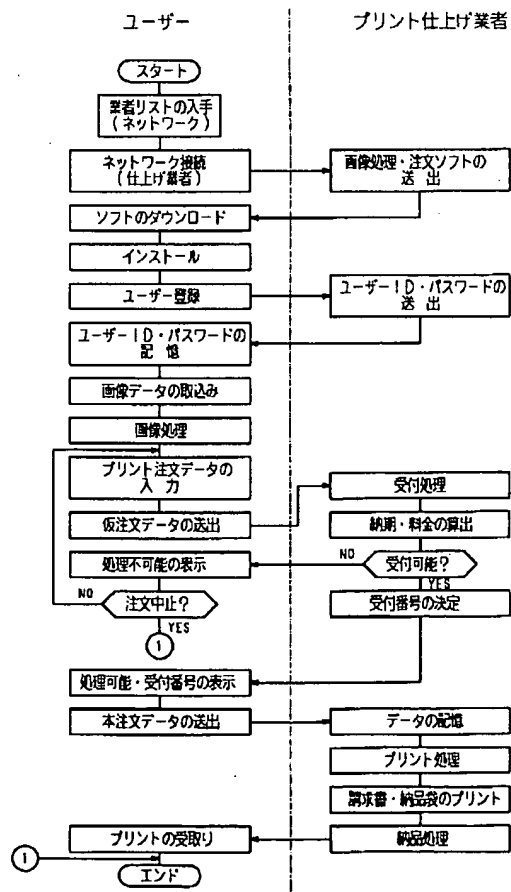 ユーザー
プリント仕上げ業者
スタート
業者リストの入手
(ネットワーク)
ネットワーク接続
(仕上げ業者)
画像処理・注文ソフトの
送出
ソフトのダウンロード
インストール
ユーザー登録
ユーザーID・パスワードの
送出
ユーザーID・パスワードの
記憶
画像データの取込み
画像処理
プリント注文データの
入力
受付処理
仮注文データの送出
納期・料金の算出
処理不可能の表示
NO
受付可能?
YES
NO
注文中止?
YES
受付番号の決定
1
処理可能・受付番号の表示
本注文データの送出
データの記憶
プリント処理
請求書・納品袋のプリント
プリントの受取り
納品処理
1
エンド